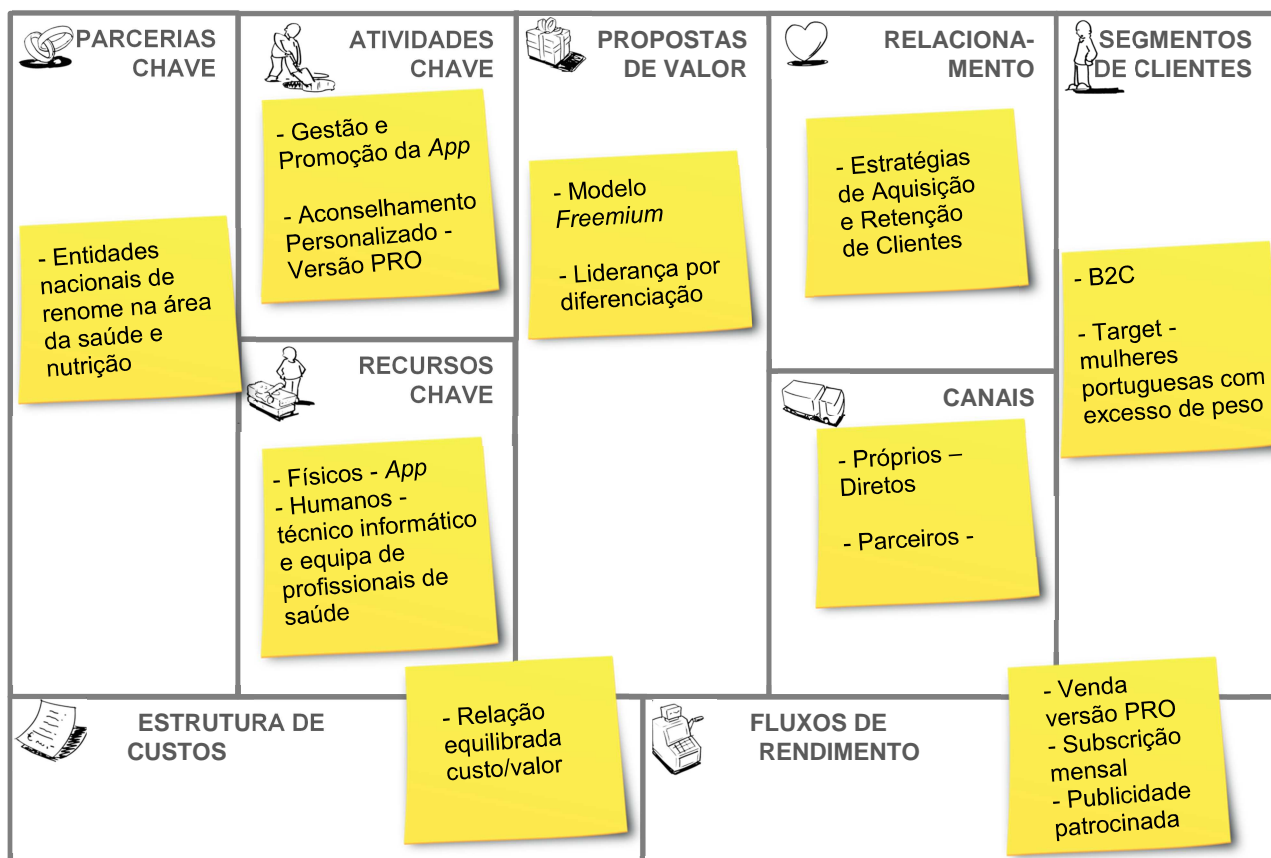 PARCERIAS
CHAVE
- Entidades
nacionais de
renome na área
da saúde e
nutrição
ATIVIDADES
CHAVE
- Gestão e
Promoção da App
- Aconselhamento
Personalizado -
Versão PRO
RECURSOS
CHAVE
- Físicos - App
- Humanos -
técnico informático
e equipa de
profissionais de
saúde
PROPOSTAS
DE VALOR
- Modelo
Freemium
- Liderança por
diferenciação
RELACIONA-
MENTO
- Estratégias
de Aquisição
e Retenção
de Clientes
CANAIS
- Próprios –
Diretos
- Parceiros -
SEGMENTOS
DE CLIENTES
- B2C
- Target -
mulheres
portuguesas com
excesso de peso
ESTRUTURA DE
CUSTOS
- Relação
equilibrada
custo/valor
FLUXOS DE
RENDIMENTO
- Venda
versão PRO
- Subscrição
mensal
- Publicidade
patrocinada